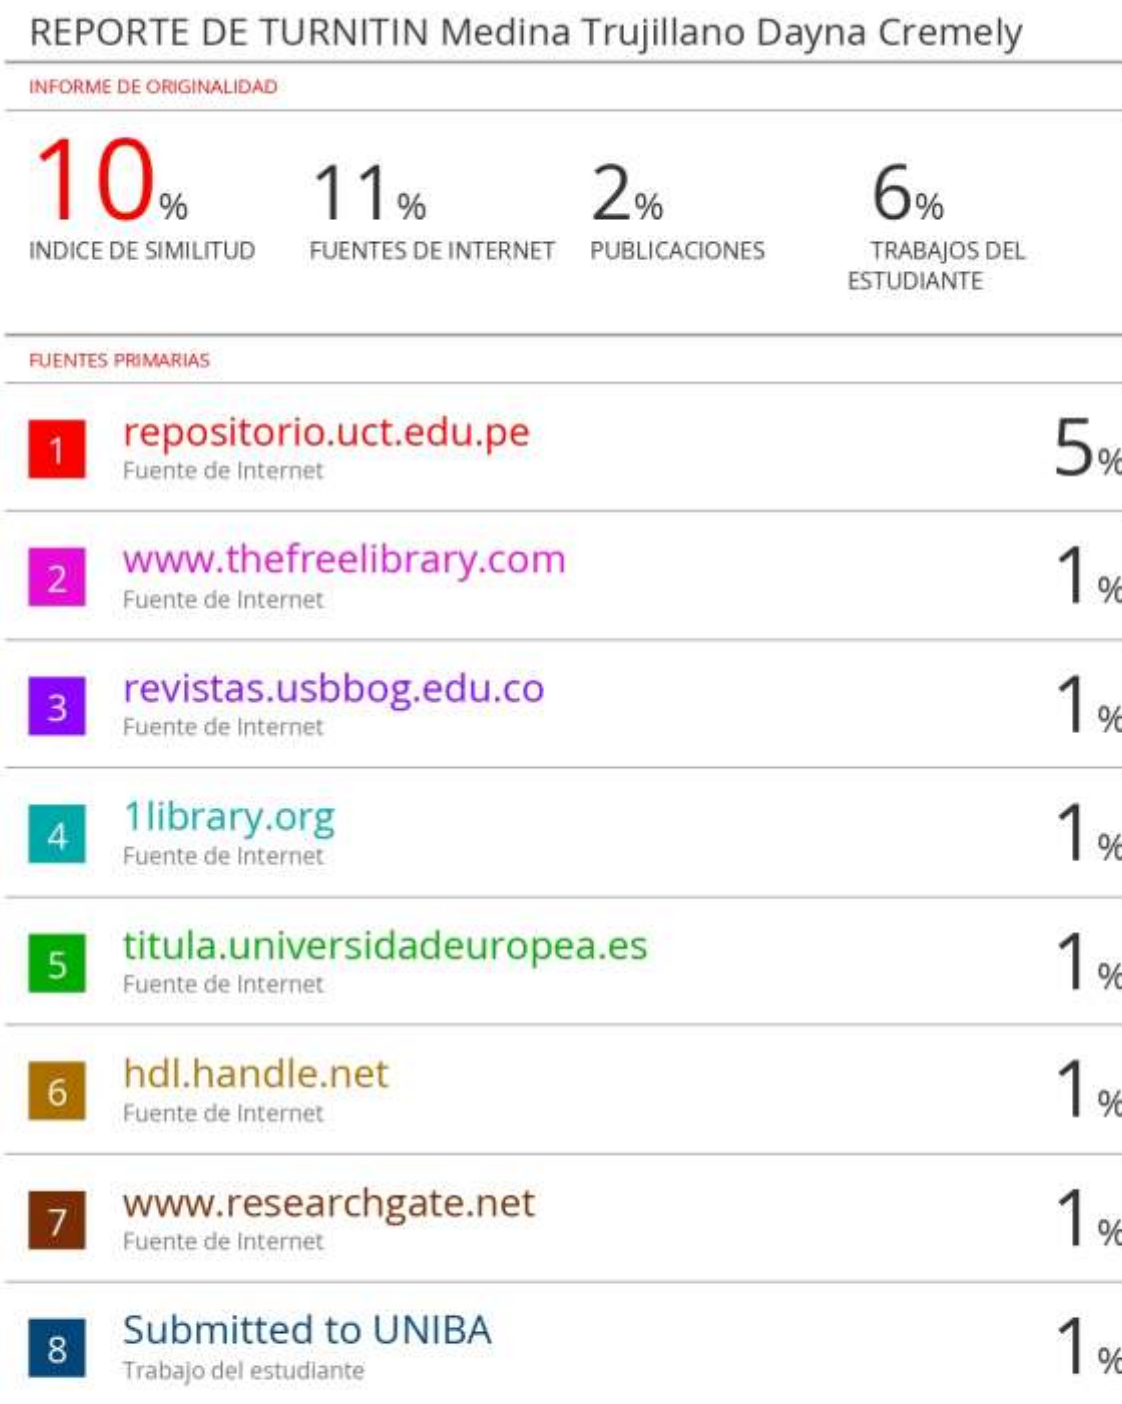 REPORTE DE TURNITIN Medina Trujillano Dayna Cremely
INFORME DE ORIGINALIDAD
10% 11% 2% 6%
INDICE DE SIMILITUD FUENTES DE INTERNET PUBLICACIONES TRABAJOS DEL
ESTUDIANTE
FUENTES PRIMARIAS
1 repositorio.uct.edu.pe 5%
Fuente de Internet
2 www.thefreelibrary.com 1%
Fuente de Internet
3 revistas.usbbog.edu.co 1%
Fuente de Internet
4 1library.org 1%
Fuente de Internet
5 titula.universidadeuropea.es 1%
Fuente de Internet
6 hdl.handle.net 1%
Fuente de Internet
7 www.researchgate.net 1%
Fuente de Internet
8 Submitted to UNIBA 1%
Trabajo del estudiante